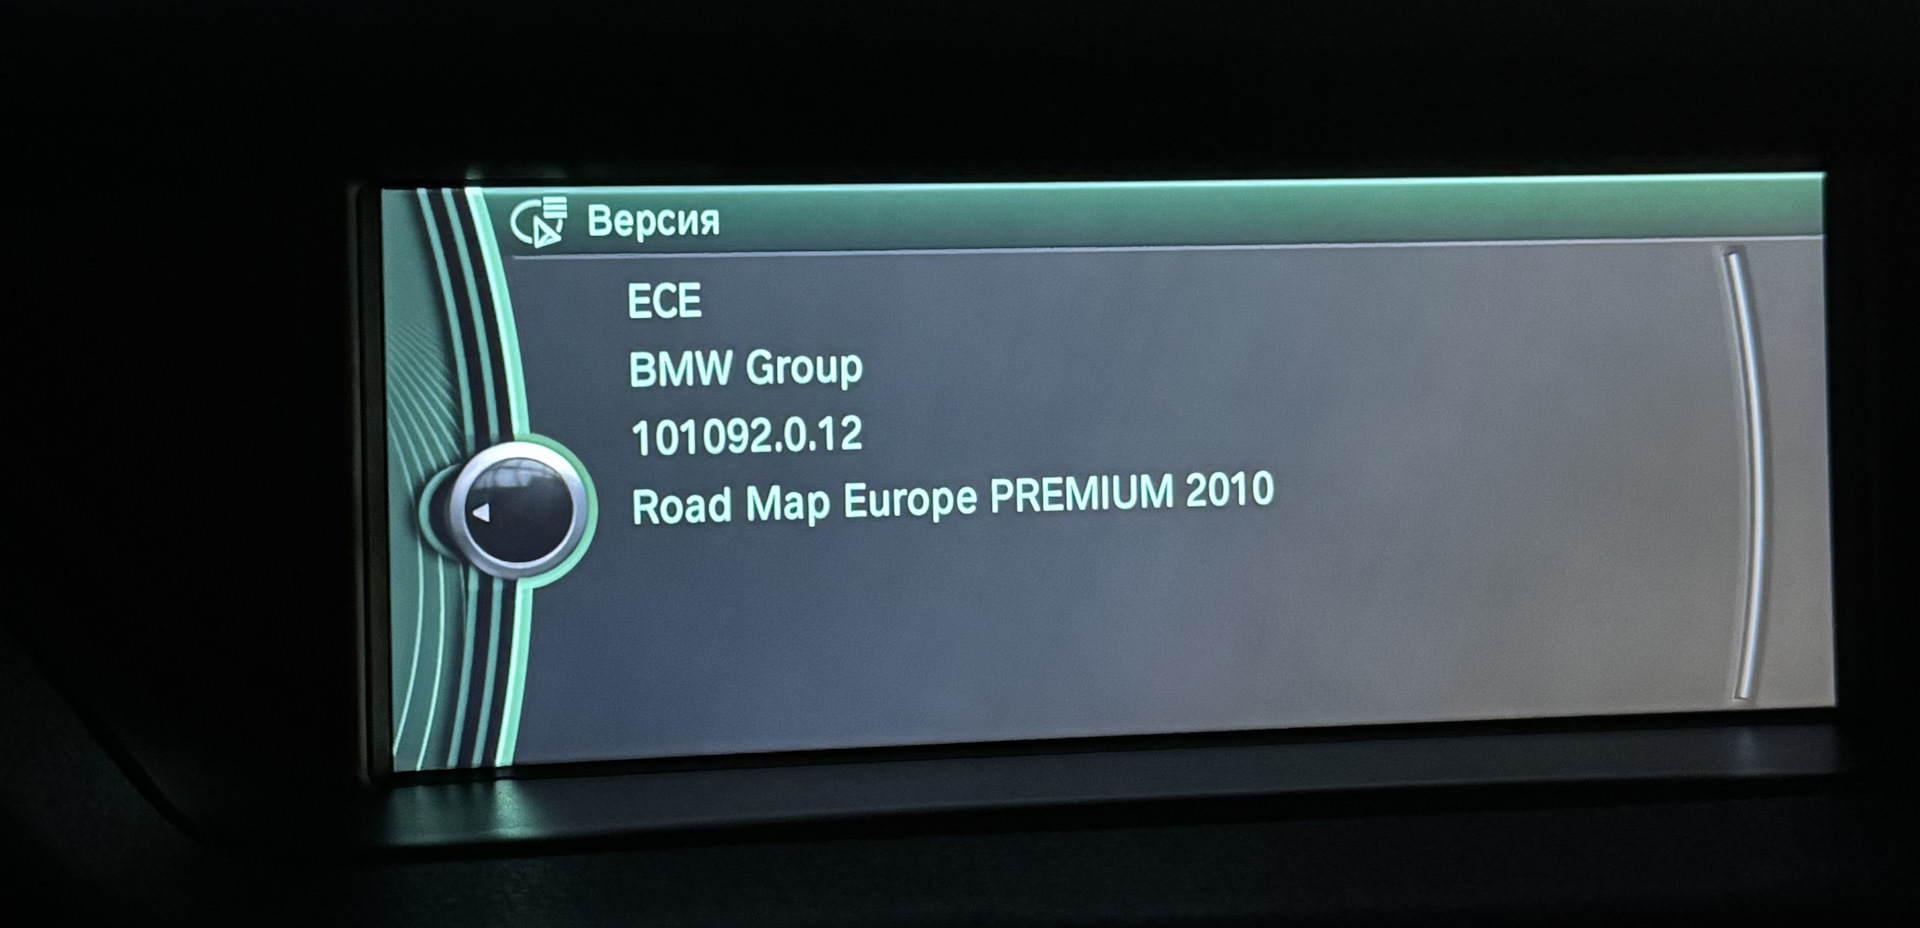 Версия
ECE
BMW Group
101092.0.12
Road Map Europe PREMIUM 2010